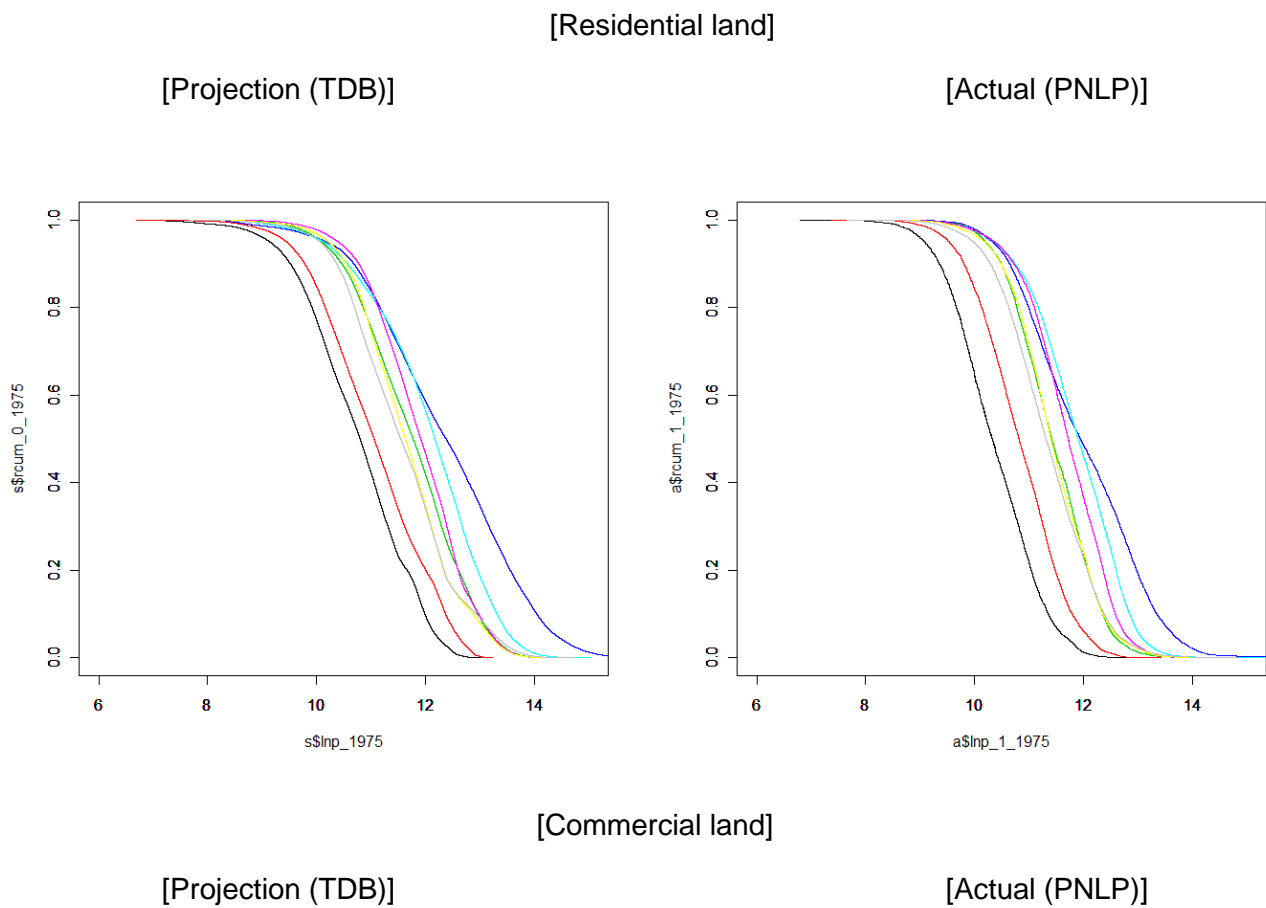 [Residential land]
[Projection (TDB)] [Actual (PNLP)]
s$rcum_0_1975
1.0
0.8
0.6
0.4
0.2
0.0
6 8 10 12 14
s$lnp_1975
a$rcum_1_1975
1.0
0.8
0.6
0.4
0.2
0.0
6 8 10 12 14
a$lnp_1_1975
[Commercial land]
[Projection (TDB)] [Actual (PNLP)]